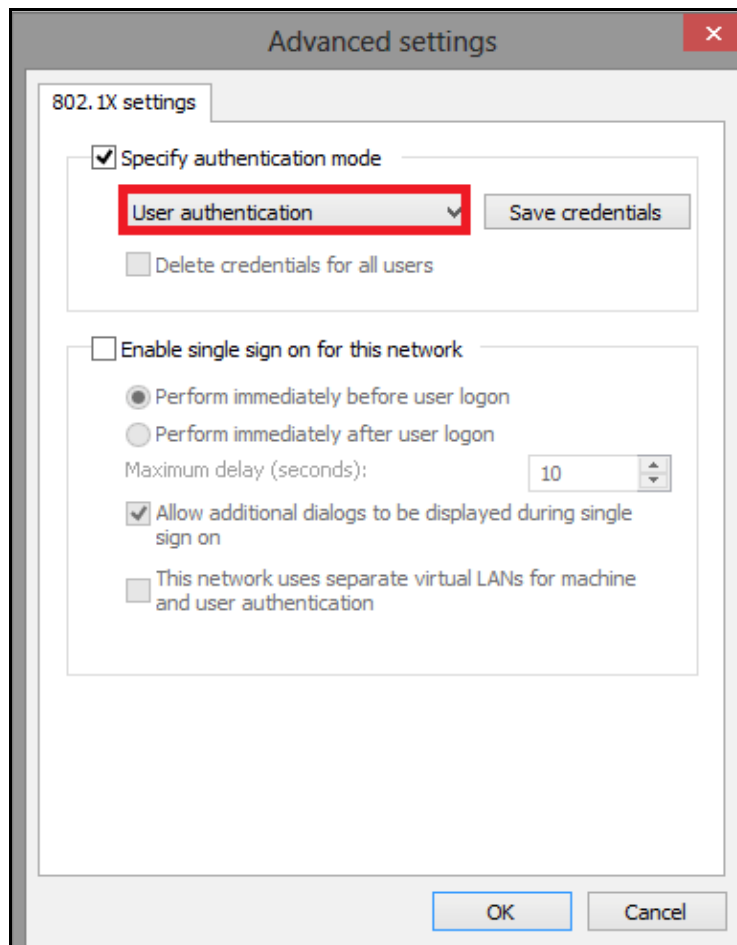 Advanced settings
802.1X settings
Specify authentication mode
User authentication
Save credentials
Delete credentials for all users
Enable single sign on for this network
Perform immediately before user logon
Perform immediately after user logon
Maximum delay (seconds):
10
Allow additional dialogs to be displayed during single
sign on
This network uses separate virtual LANs for machine
and user authentication
OK
Cancel